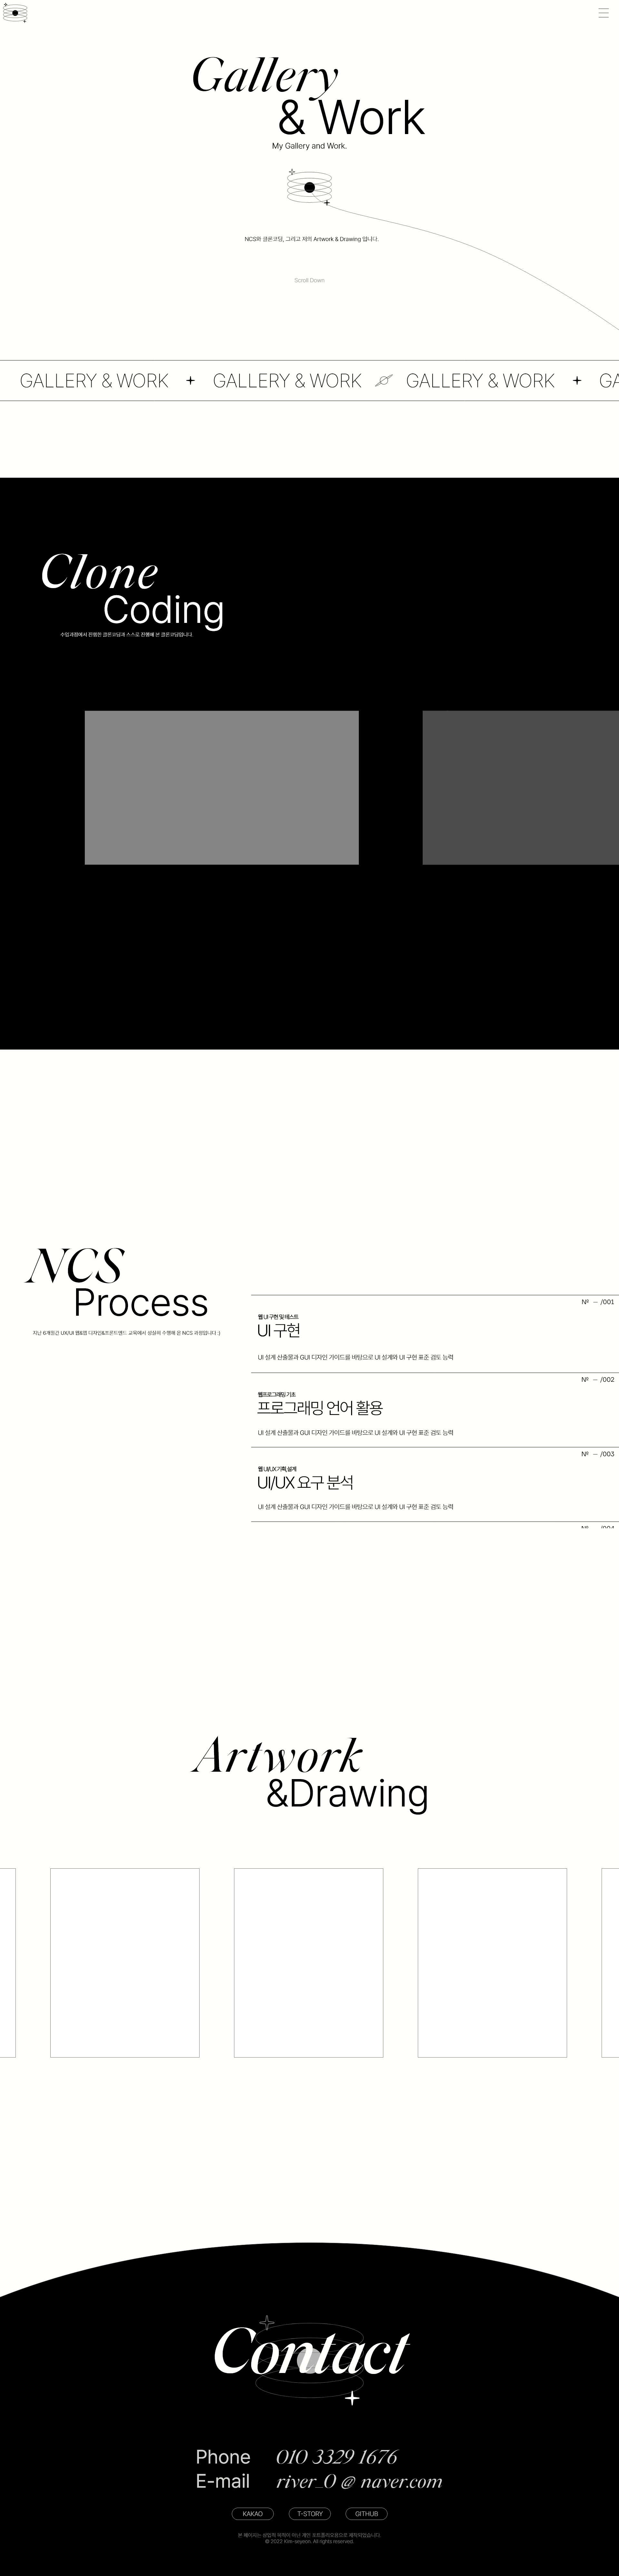 Gallery
& Work
My Gallery and Work.
NCS와 클론코딩, 그리고 저의 Artwork & Drawing 입니다.
Scroll Down
GALLERY & WORK GALLERY & WORK GALLERY & WORK GA
Clone
Coding
수업과정에서 진행한 클론코딩과 스스로 진행해 본 클론코딩입니다.
NCS
Process
지난 6개월간 UX/UI 웹&앱 디자인&프론트엔드 교육에서 성실히 수행해 본 NCS 과정입니다 :)
Nº — /001
웹 UI 구현 및 테스트
UI 구현
UI 설계 산출물과 GUI 디자인 가이드를 바탕으로 UI 설계와 UI 구현 표준 검토 능력
Nº — /002
웹프로그래밍 기초
프로그래밍 언어 활용
UI 설계 산출물과 GUI 디자인 가이드를 바탕으로 UI 설계와 UI 구현 표준 검토 능력
Nº — /003
웹 UI/UX 기획,설계
UI/UX 요구 분석
UI 설계 산출물과 GUI 디자인 가이드를 바탕으로 UI 설계와 UI 구현 표준 검토 능력
Artwork
&Drawing
Contact
Phone 010 3329 1676
E-mail river_0 @ naver.com
KAKAO T-STORY GITHUB
본 페이지는 상업적 목적이 아닌 개인 포트폴리오용으로 제작되었습니다.
© 2022 Kim-seyeon. All rights reserved.